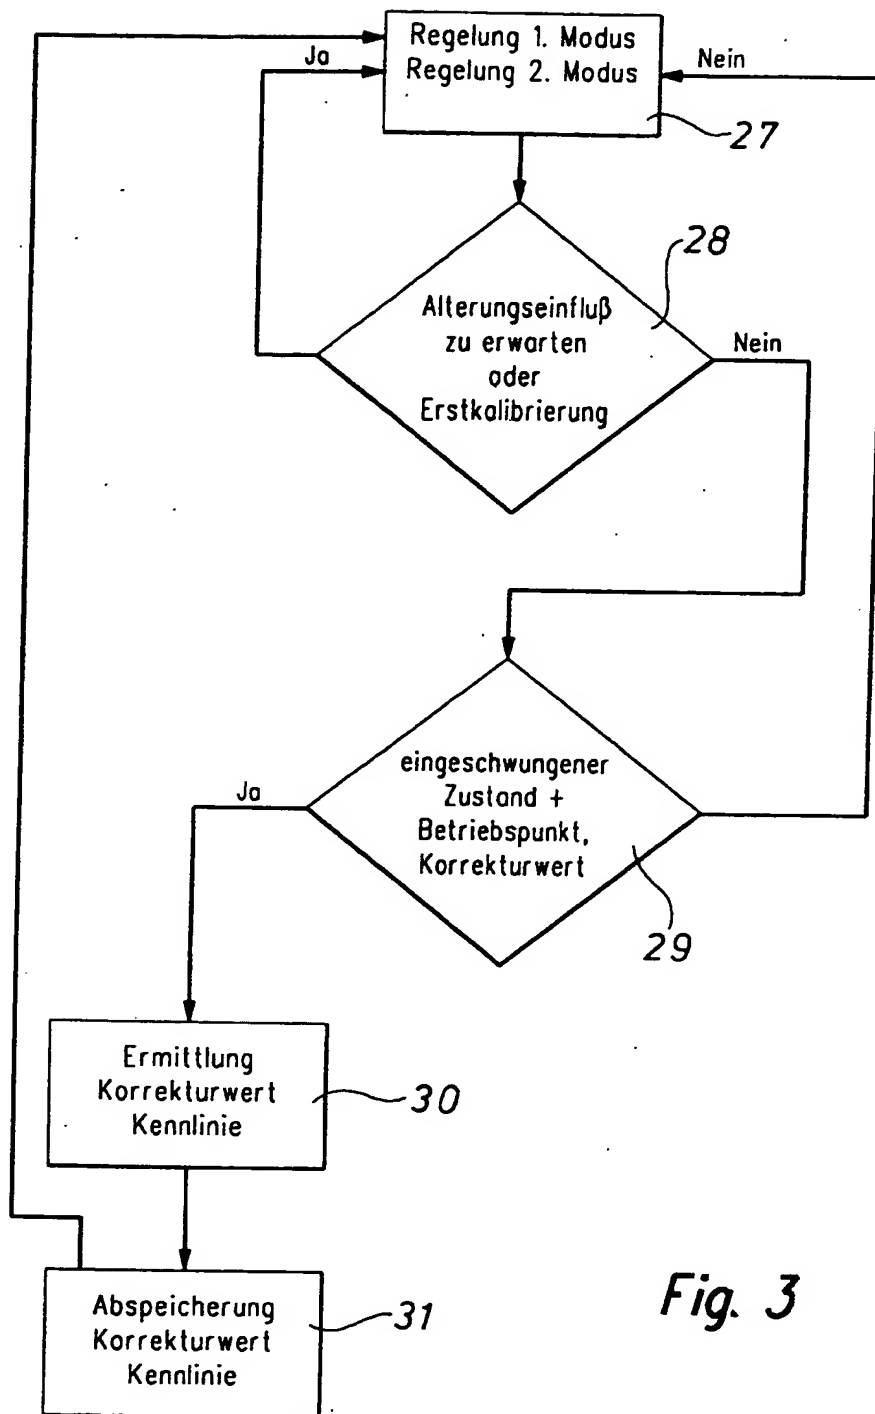 Regelung 1. Modus
Regelung 2. Modus
Ja
Nein
27
28
Alterungseinfluß
zu erwarten
oder
Erstkalibrierung
Nein
eingeschwungener
Zustand +
Betriebspunkt,
Korrekturwert
Ja
29
Ermittlung
Korrekturwert
Kennlinie
30
Abspeicherung
Korrekturwert
Kennlinie
31
Fig. 3